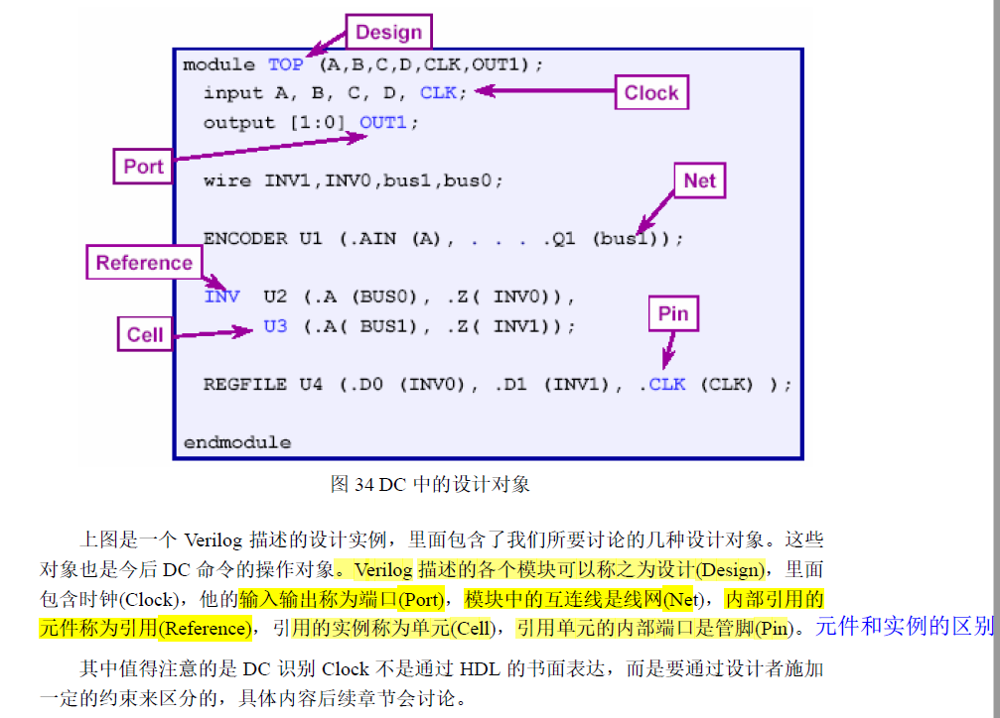 Design
module TOP (A,B,C,D,CLK,OUT1);
input A, B, C, D, CLK;
Clock
output [1:0] OUT1;
Port
wire INV1,INV0,bus1,bus0;
Net
ENCODER U1 (.AIN (A), . . . .Q1 (bus1));
Reference
INV U2 (.A (BUS0), .Z( INV0)),
Pin
Cell
U3 (.A( BUS1), .Z( INV1));
REGFILE U4 (.D0 (INV0), .D1 (INV1), .CLK (CLK) );
endmodule
图 34 DC 中的设计对象
上图是一个 Verilog 描述的设计实例，里面包含了我们所要讨论的几种设计对象。这些
对象也是今后 DC 命令的操作对象。Verilog 描述的各个模块可以称之为设计(Design)，里面
包含时钟(Clock)，他的输入输出称为端口(Port)，模块中的互连线是线网(Net)，内部引用的
元件称为引用(Reference)，引用的实例称为单元(Cell)，引用单元的内部端口是管脚(Pin)。元件和实例的区别
其中值得注意的是 DC 识别 Clock 不是通过 HDL 的书面表达，而是要通过设计者施加
一定的约束来区分的，具体内容后续章节会讨论。